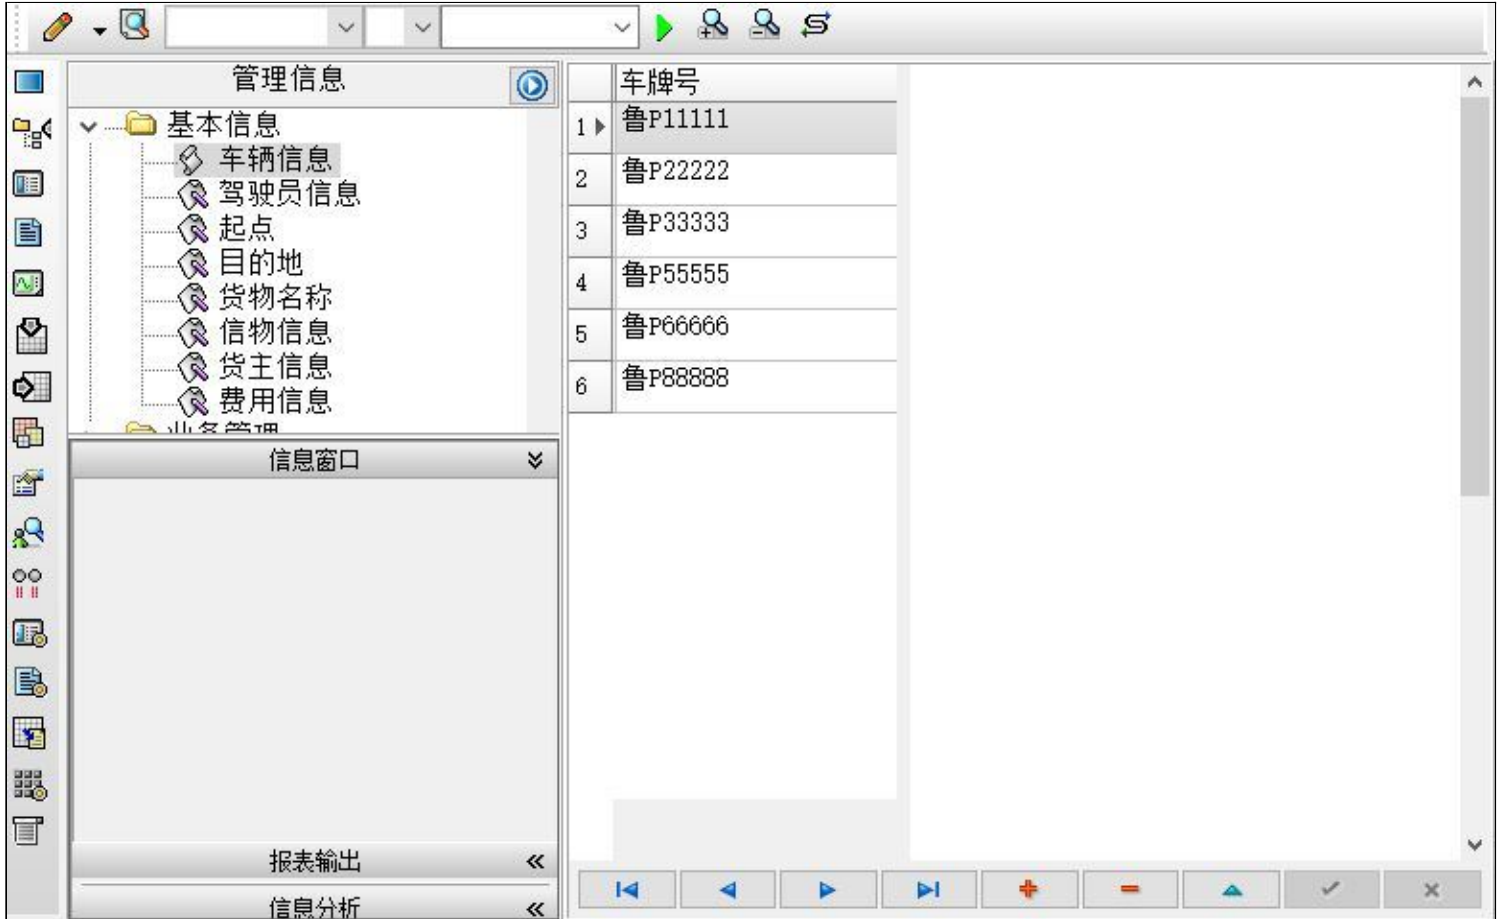 管理信息
基本信息
车辆信息
驾驶员信息
起点
目的地
货物名称
信物信息
货主信息
费用信息
业务管理
信息窗口
报表输出
信息分析
车牌号
1 鲁P11111
2 鲁P22222
3 鲁P33333
4 鲁P55555
5 鲁P66666
6 鲁P88888